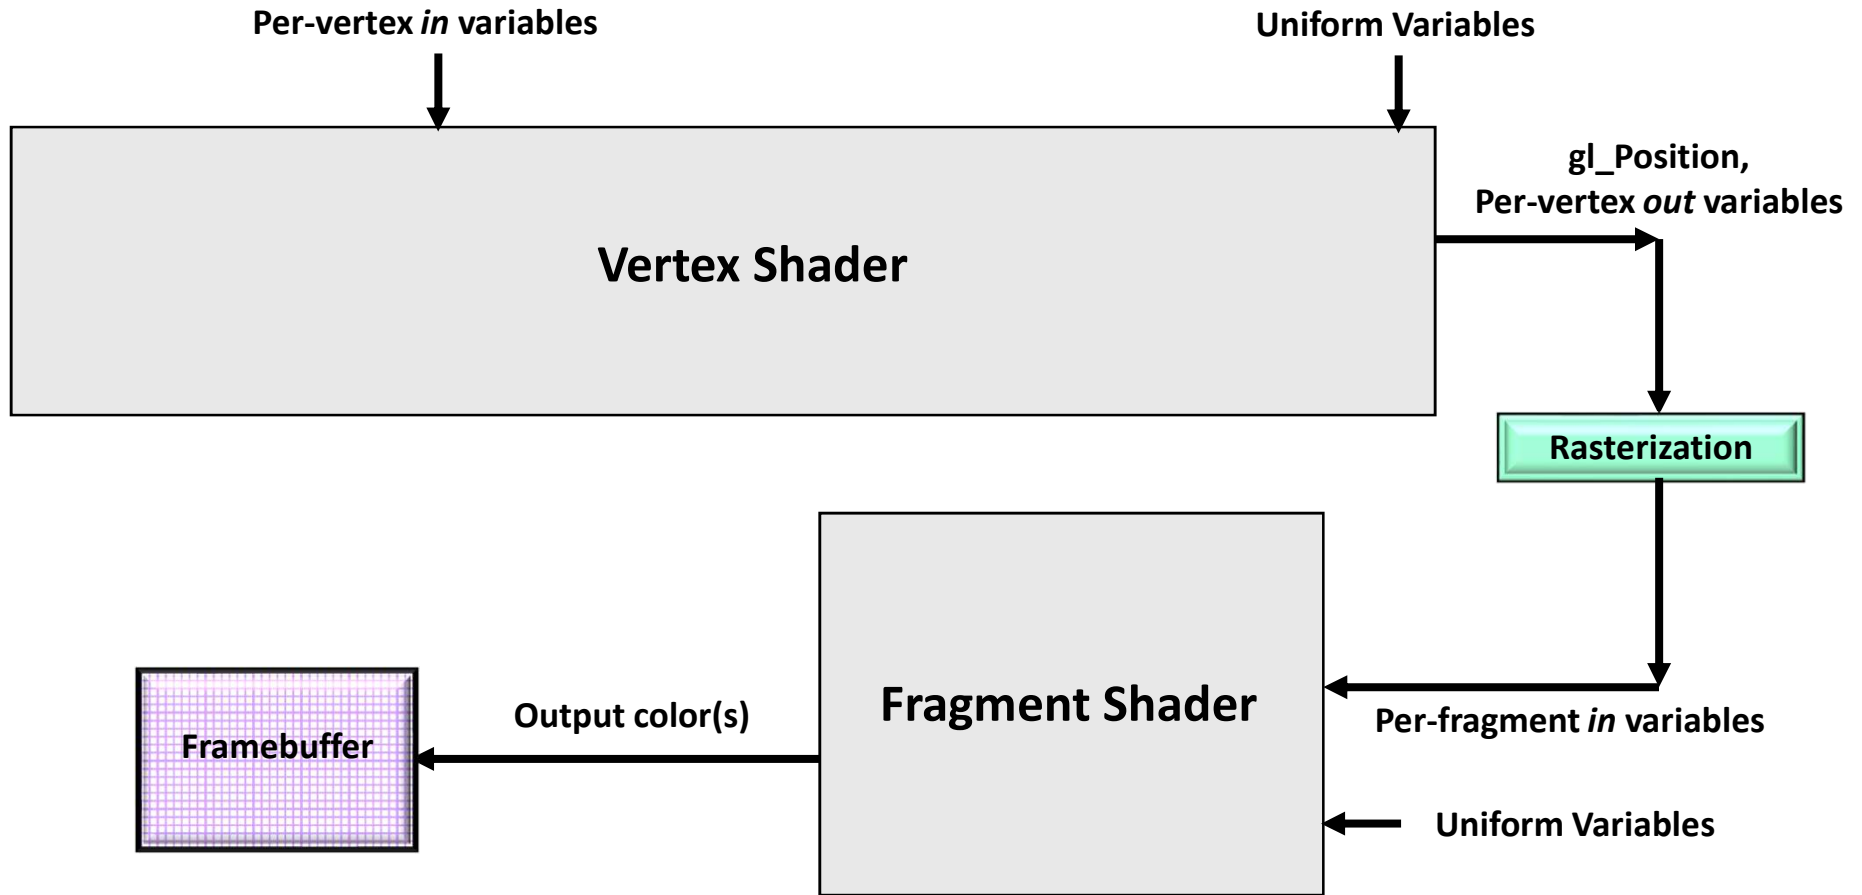 Per-vertex in variables
Uniform Variables
gl_Position,
Per-vertex out variables
Vertex Shader
Rasterization
Fragment Shader
Per-fragment in variables
Output color(s)
Framebuffer
Uniform Variables